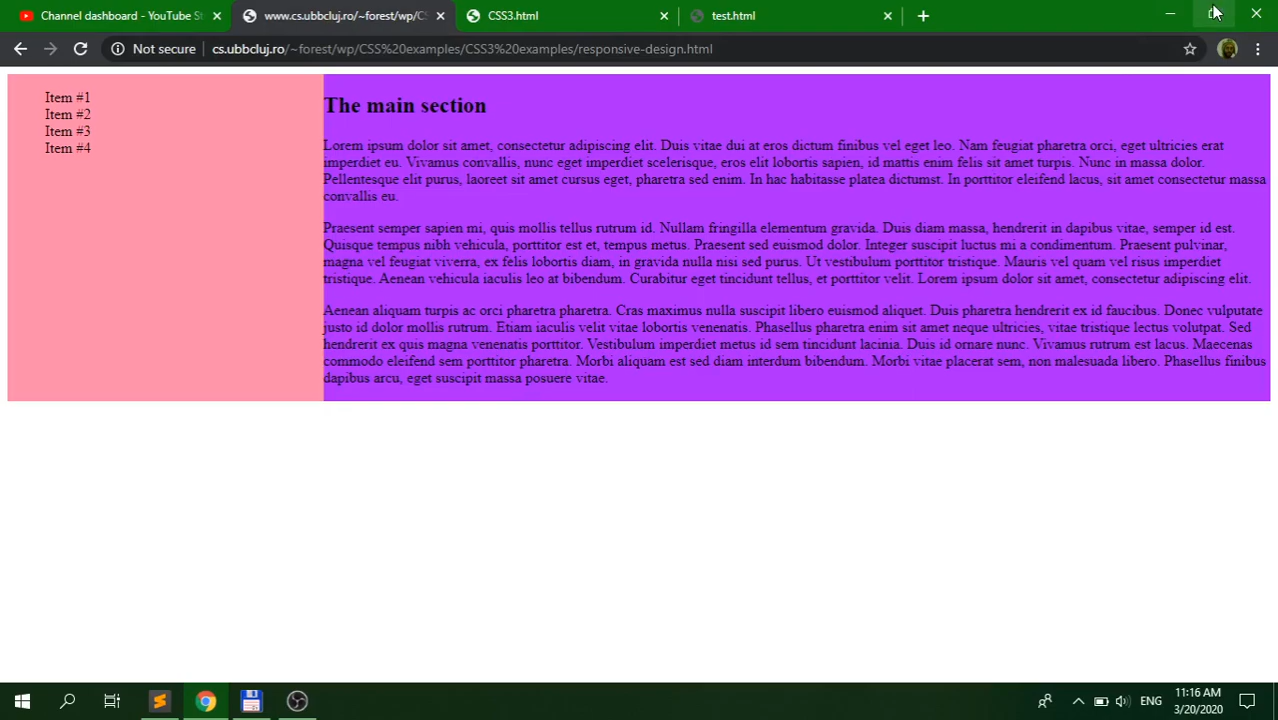 Channel dashboard - YouTube St
www.cs.ubbcluj.ro/~forest/wp/CS
CSS3.html
test.html
Not secure
cs.ubbcluj.ro/~forest/wp/CSS%20examples/CSS3%20examples/responsive-design.html
Item #1
Item #2
Item #3
Item #4
The main section
Lorem ipsum dolor sit amet, consectetur adipiscing elit. Duis vitae dui at eros dictum finibus vel eget leo. Nam feugiat pharetra orci, eget ultricies erat
imperdiet eu. Vivamus convallis, nunc eget imperdiet scelerisque, eros elit lobortis sapien, id mattis enim felis sit amet turpis. Nunc in massa dolor.
Pellentesque elit purus, laoreet sit amet cursus eget, pharetra sed enim. In hac habitasse platea dictumst. In porttitor eleifend lacus, sit amet consectetur massa
convallis eu.
Praesent semper sapien mi, quis mollis tellus rutrum id. Nullam fringilla elementum gravida. Duis diam massa, hendrerit in dapibus vitae, semper id est.
Quisque tempus nibh vehicula, porttitor est et, tempus metus. Praesent sed euismod dolor. Integer suscipit luctus mi a condimentum. Praesent pulvinar,
magna vel feugiat viverra, ex felis lobortis diam, in gravida nulla nisi sed purus. Ut vestibulum porttitor tristique. Mauris vel quam vel risus imperdiet
tristique. Aenean vehicula iaculis leo at bibendum. Curabitur eget tincidunt tellus, et porttitor velit. Lorem ipsum dolor sit amet, consectetur adipiscing elit.
Aenean aliquam turpis ac orci pharetra pharetra. Cras maximus nulla suscipit libero euismod aliquet. Duis pharetra hendrerit ex id faucibus. Donec vulputate
justo id dolor mollis rutrum. Etiam iaculis velit vitae lobortis venenatis. Phasellus pharetra enim sit amet neque ultricies, vitae tristique lectus volutpat. Sed
hendrerit ex quis magna venenatis porttitor. Vestibulum imperdiet metus id sem tincidunt lacinia. Duis id ornare nunc. Vivamus rutrum est lacus. Maecenas
commodo eleifend sem porttitor pharetra. Morbi aliquam est sed diam interdum bibendum. Morbi vitae placerat sem, non malesuada libero. Phasellus finibus
dapibus arcu, eget suscipit massa posuere vitae.
ENG
11:16 AM
3/20/2020